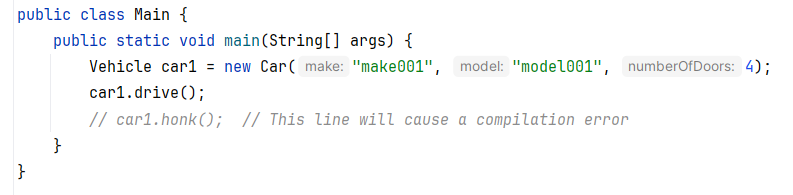 public class Main {
public static void main(String[] args) {
Vehicle car1 = new Car( make: "make001", model: "model001", numberOfDoors: 4);
car1.drive();
// car1.honk();  // This line will cause a compilation error
}
}